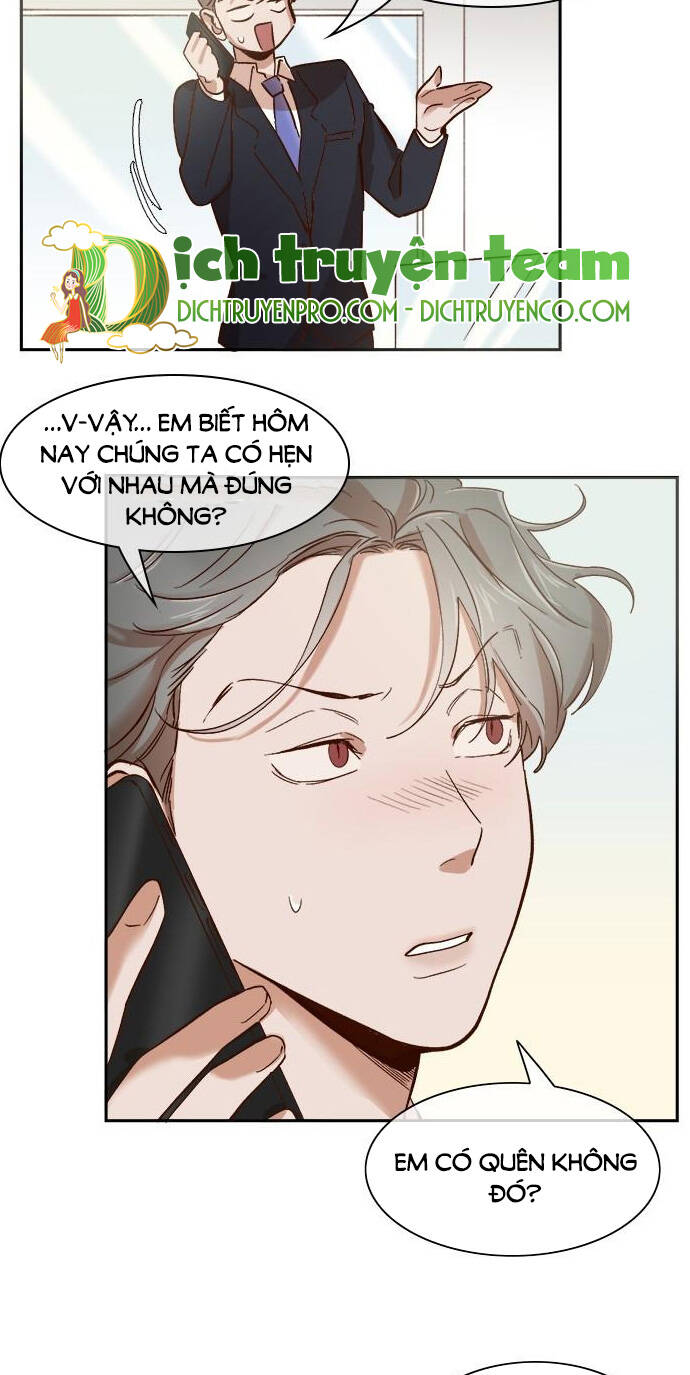 Dịch truyện team
DICHTRUYENPRO.COM - DICHTRUYENCO.COM
...V-VẬY... EM BIẾT HÔM
NAY CHÚNG TA CÓ HẸN
VỚI NHAU MÀ ĐÚNG
KHÔNG?
EM CÓ QUÊN KHÔNG
ĐÓ?